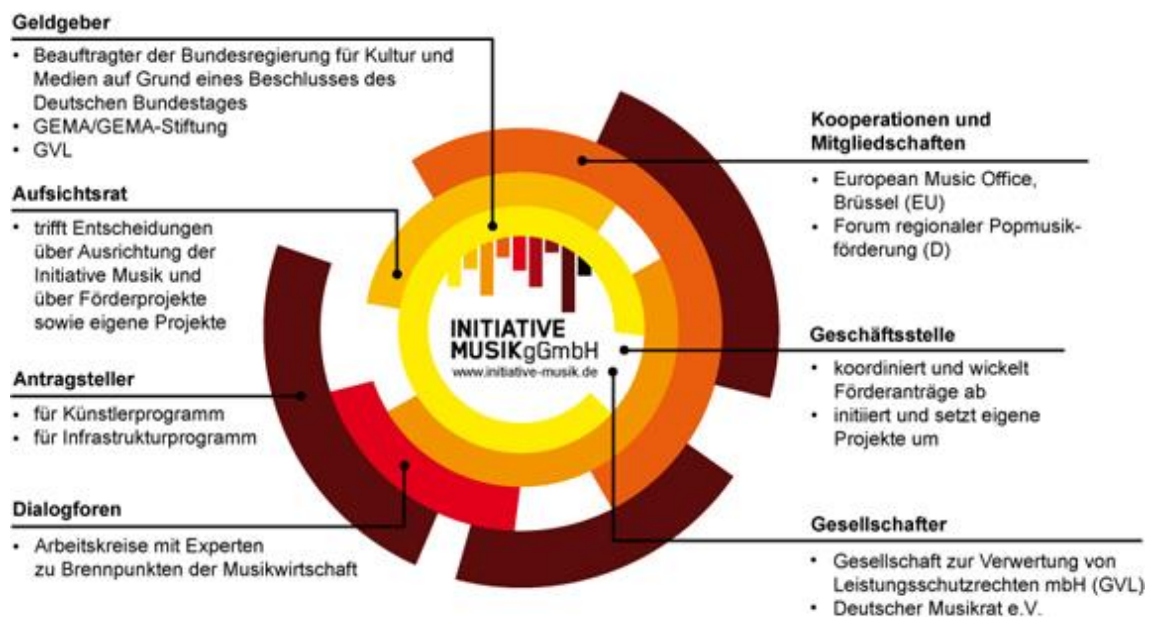 Geldgeber
• Beauftragter der Bundesregierung für Kultur und
Medien auf Grund eines Beschlusses des
Deutschen Bundestages
• GEMA/GEMA-Stiftung
• GVL
Aufsichtsrat
• trifft Entscheidungen
über Ausrichtung der
Initiative Musik und
über Förderprojekte
sowie eigene Projekte
Antragsteller
• für Künstlerprogramm
• für Infrastrukturprogramm
Dialogforen
• Arbeitskreise mit Experten
zu Brennpunkten der Musikwirtschaft
INITIATIVE
MUSIKgGmbH
www.initiative-musik.de
Kooperationen und
Mitgliedschaften
• European Music Office,
Brüssel (EU)
• Forum regionaler Popmusik-
förderung (D)
Geschäftsstelle
• koordiniert und wickelt
Förderanträge ab
• initiiert und setzt eigene
Projekte um
Gesellschafter
• Gesellschaft zur Verwertung von
Leistungsschutzrechten mbH (GVL)
• Deutscher Musikrat e.V.